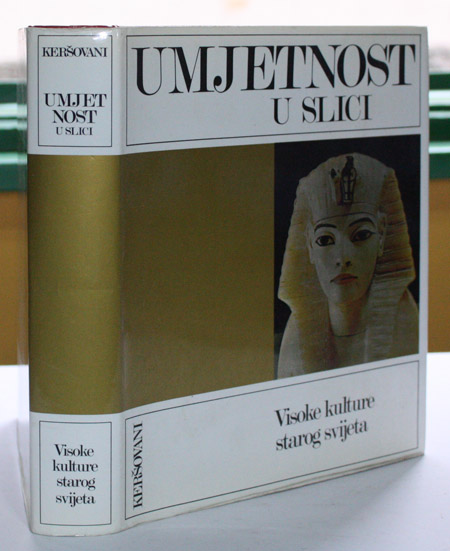 KERŠOVANI
UMJET
NOST
U SLICI
Visoke
kulture
starog
svijeta
UMJETNOST
U SLICI
Visoke kulture
starog svijeta
KERŠOVANI